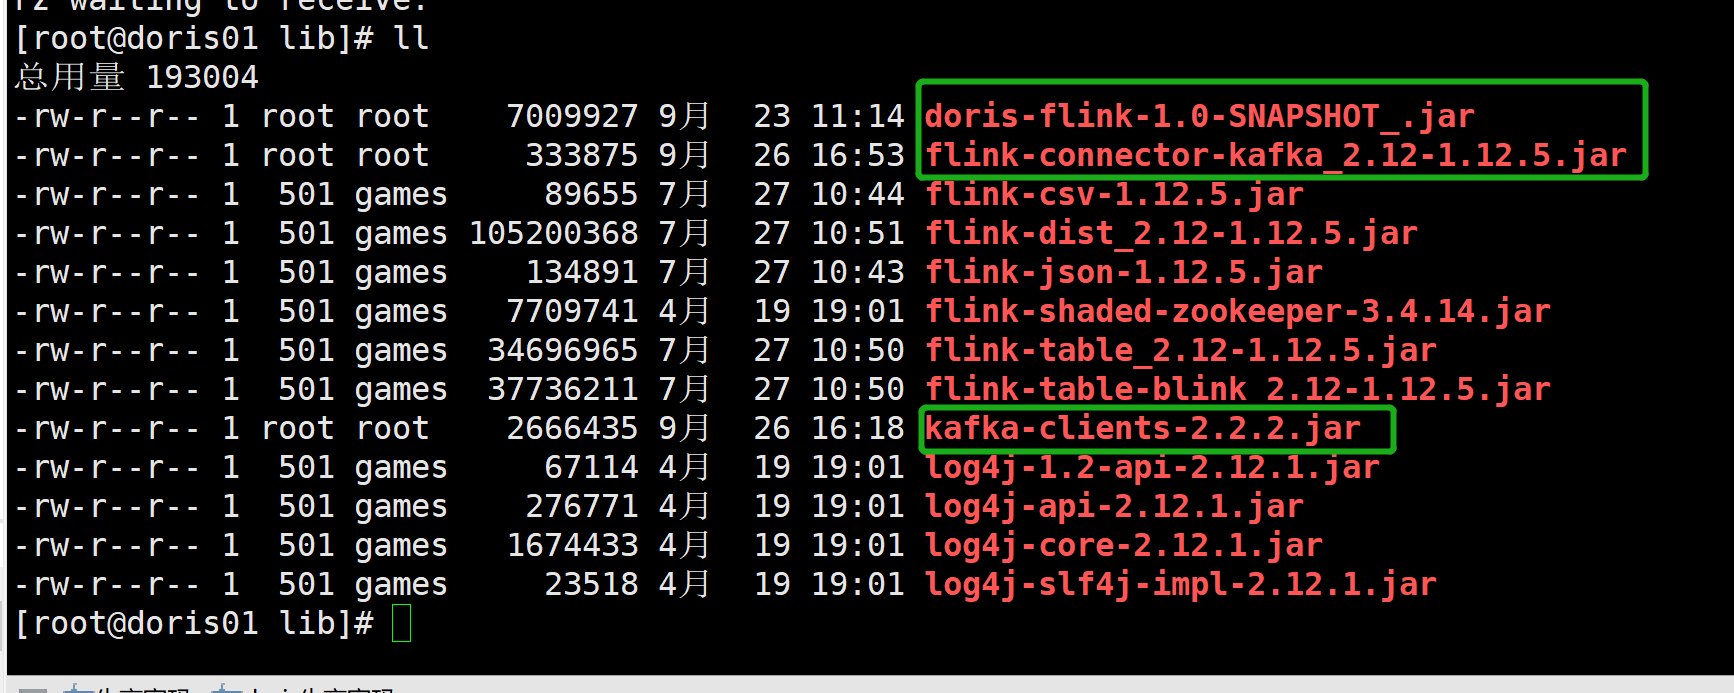 rz waiting to receive.
[root@doris01 lib]# ll
总用量 193004
-rw-r--r-- 1 root root    7009927 9月  23 11:14 doris-flink-1.0-SNAPSHOT_.jar
-rw-r--r-- 1 root root     333875 9月  26 16:53 flink-connector-kafka_2.12-1.12.5.jar
-rw-r--r-- 1  501 games     89655 7月  27 10:44 flink-csv-1.12.5.jar
-rw-r--r-- 1  501 games 105200368 7月  27 10:51 flink-dist_2.12-1.12.5.jar
-rw-r--r-- 1  501 games    134891 7月  27 10:43 flink-json-1.12.5.jar
-rw-r--r-- 1  501 games   7709741 4月  19 19:01 flink-shaded-zookeeper-3.4.14.jar
-rw-r--r-- 1  501 games  34696965 7月  27 10:50 flink-table_2.12-1.12.5.jar
-rw-r--r-- 1  501 games  37736211 7月  27 10:50 flink-table-blink_2.12-1.12.5.jar
-rw-r--r-- 1 root root    2666435 9月  26 16:18 kafka-clients-2.2.2.jar
-rw-r--r-- 1  501 games     67114 4月  19 19:01 log4j-1.2-api-2.12.1.jar
-rw-r--r-- 1  501 games    276771 4月  19 19:01 log4j-api-2.12.1.jar
-rw-r--r-- 1  501 games   1674433 4月  19 19:01 log4j-core-2.12.1.jar
-rw-r--r-- 1  501 games     23518 4月  19 19:01 log4j-slf4j-impl-2.12.1.jar
[root@doris01 lib]#